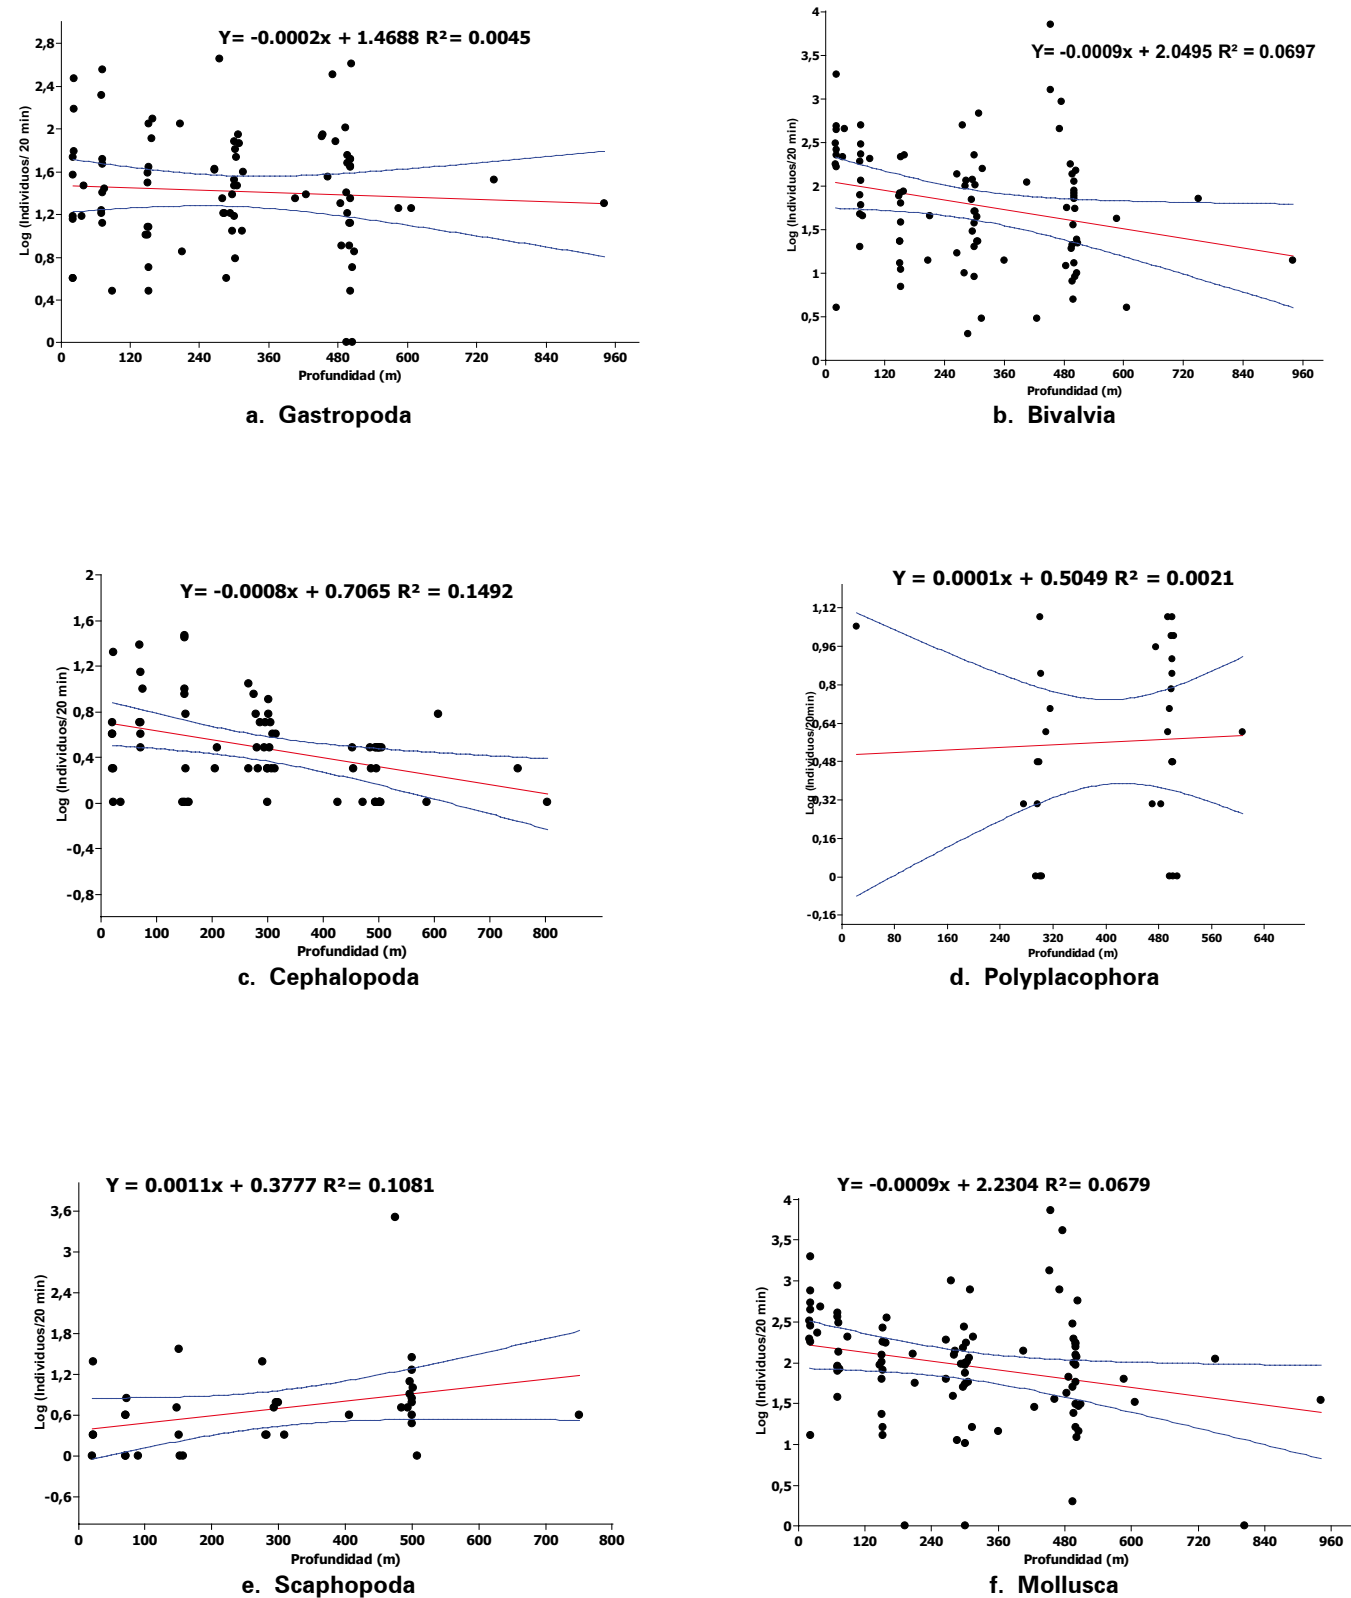 Y= -0.0002x + 1.4688 R²= 0.0045
2,8
2,4
2
1,6
1,2
0,8
0,4
0
Log (Individuos/ 20 min)
0 120 240 360 480 600 720 840 960
Profundidad (m)
a. Gastropoda
Y= -0.0009x + 2.0495 R² = 0.0697
4
3,5
3
2,5
2
1,5
1
0,5
0
Log (Individuos/20 min)
0 120 240 360 480 600 720 840 960
Profundidad (m)
b. Bivalvia
Y= -0.0008x + 0.7065 R² = 0.1492
2
1,6
1,2
0,8
0,4
0
-0,4
-0,8
Log (Individuos/20 min)
0 100 200 300 400 500 600 700 800
Profundidad (m)
c. Cephalopoda
Y = 0.0001x + 0.5049 R² = 0.0021
1,12
0,96
0,8
0,64
0,48
0,32
0,16
0
-0,16
Log (Individuos/20min)
0 80 160 240 320 400 480 560 640
Profundidad (m)
d. Polyplacophora
Y = 0.0011x + 0.3777 R²= 0.1081
3,6
3
2,4
1,8
1,2
0,6
0
-0,6
Log (Individuos/20 min)
0 100 200 300 400 500 600 700 800
Profundidad (m)
e. Scaphopoda
Y= -0.0009x + 2.2304 R²= 0.0679
4
3,5
3
2,5
2
1,5
1
0,5
0
Log (Individuos/20 min)
0 120 240 360 480 600 720 840 960
Profundidad (m)
f. Mollusca